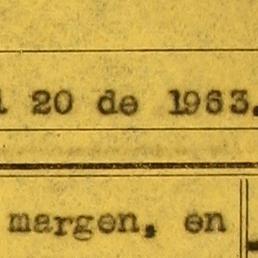 20 de 1963.
margen, en